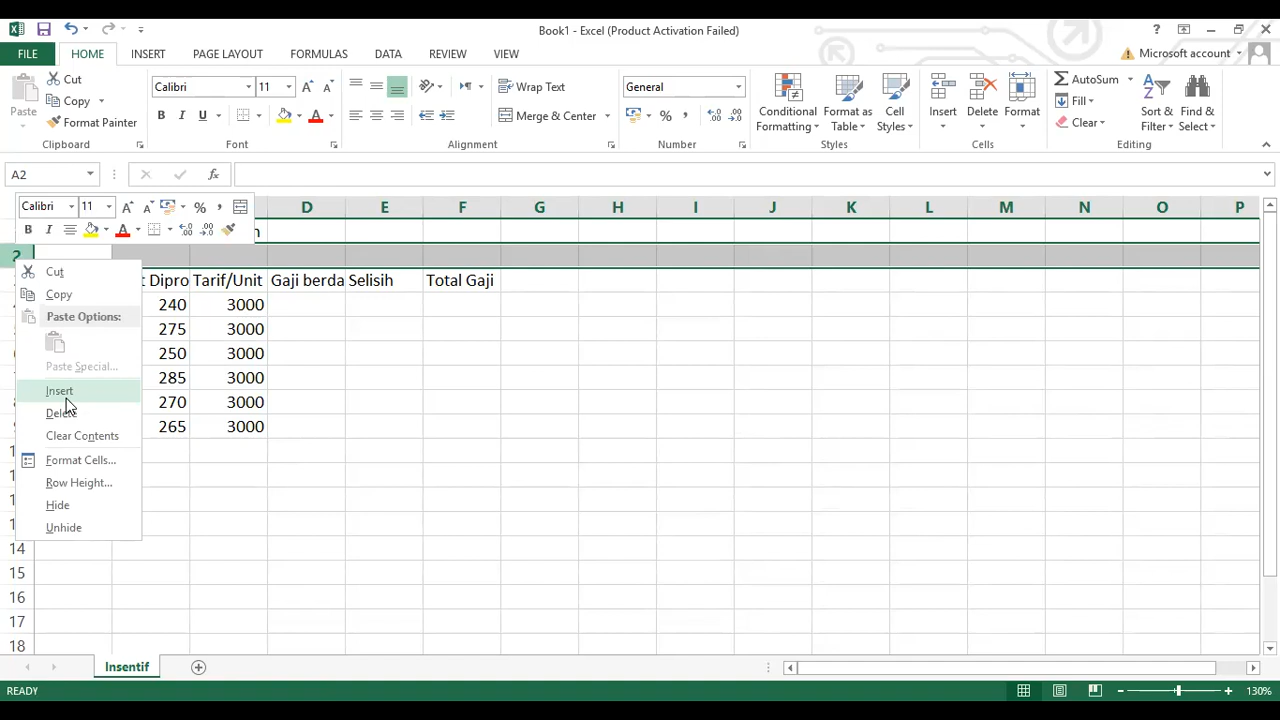 Book1 - Excel (Product Activation Failed)
FILE HOME INSERT PAGE LAYOUT FORMULAS DATA REVIEW VIEW Microsoft account
Paste Cut Copy Format Painter
Calibri 11
Wrap Text
Merge & Center
General
Conditional Formatting
Format as Table
Cell Styles
Insert Delete Format
AutoSum
Fill
Clear
Sort & Filter
Find & Select
Clipboard Font Alignment Number Styles Cells Editing
A2
Calibri 11
D E F G H I J K L M N O P
n
2
Dipro Tarif/Unit Gaji berda Selisih Total Gaji
240 3000
275 3000
250 3000
285 3000
270 3000
265 3000
Cut
Copy
Paste Options:
Paste Special...
Insert
Delete
Clear Contents
Format Cells...
Row Height...
Hide
Unhide
14
15
16
17
18
Insentif
READY 130%